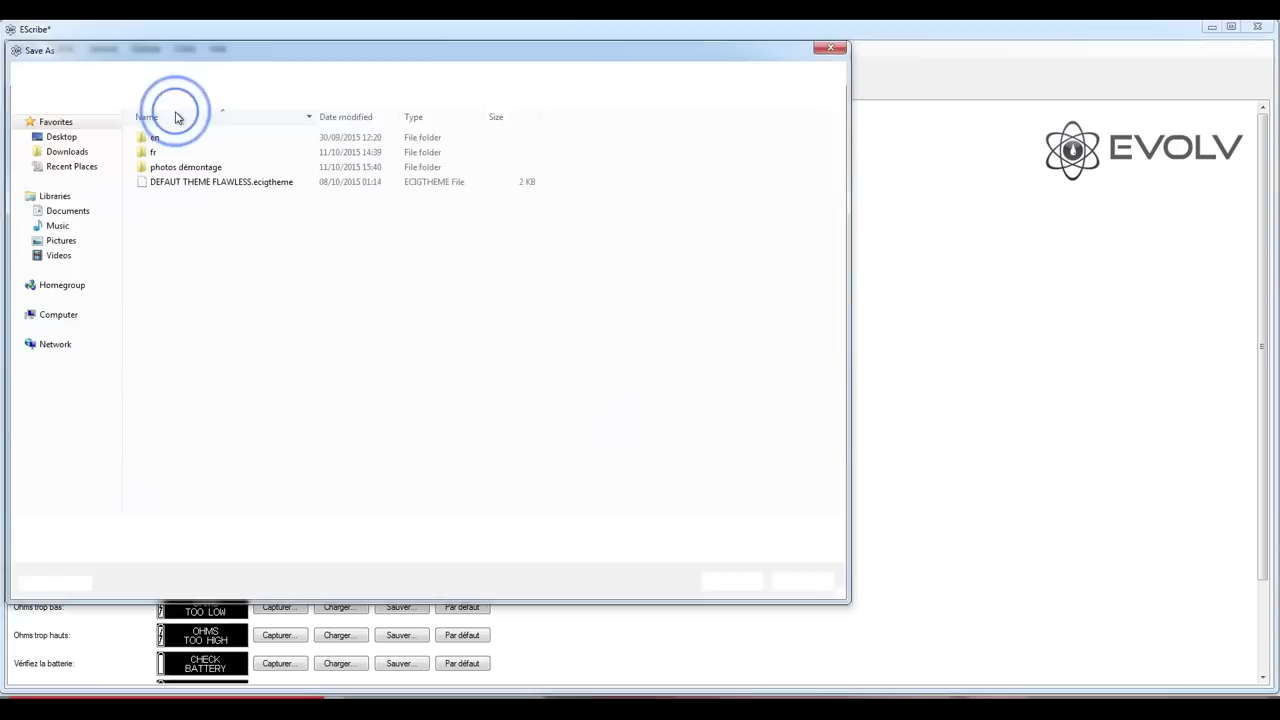 EScribe*
Save As
Name
Date modified
Type
Size
Favorites
Desktop
Downloads
Recent Places
Libraries
Documents
Music
Pictures
Videos
Homegroup
Computer
Network
en 30/09/2015 12:20 File folder
fr 11/10/2015 14:39 File folder
photos démontage 11/10/2015 15:40 File folder
DEFAUT THEME FLAWLESS.ecigtheme 08/10/2015 01:14 ECIGTHEME File 2 KB
EVOLV
Ohms trop bas: TOO LOW Capturer... Charger... Sauver... Par défaut
Ohms trop hauts: OHMS TOO HIGH Capturer... Charger... Sauver... Par défaut
Vérifiez la batterie: CHECK BATTERY Capturer... Charger... Sauver... Par défaut